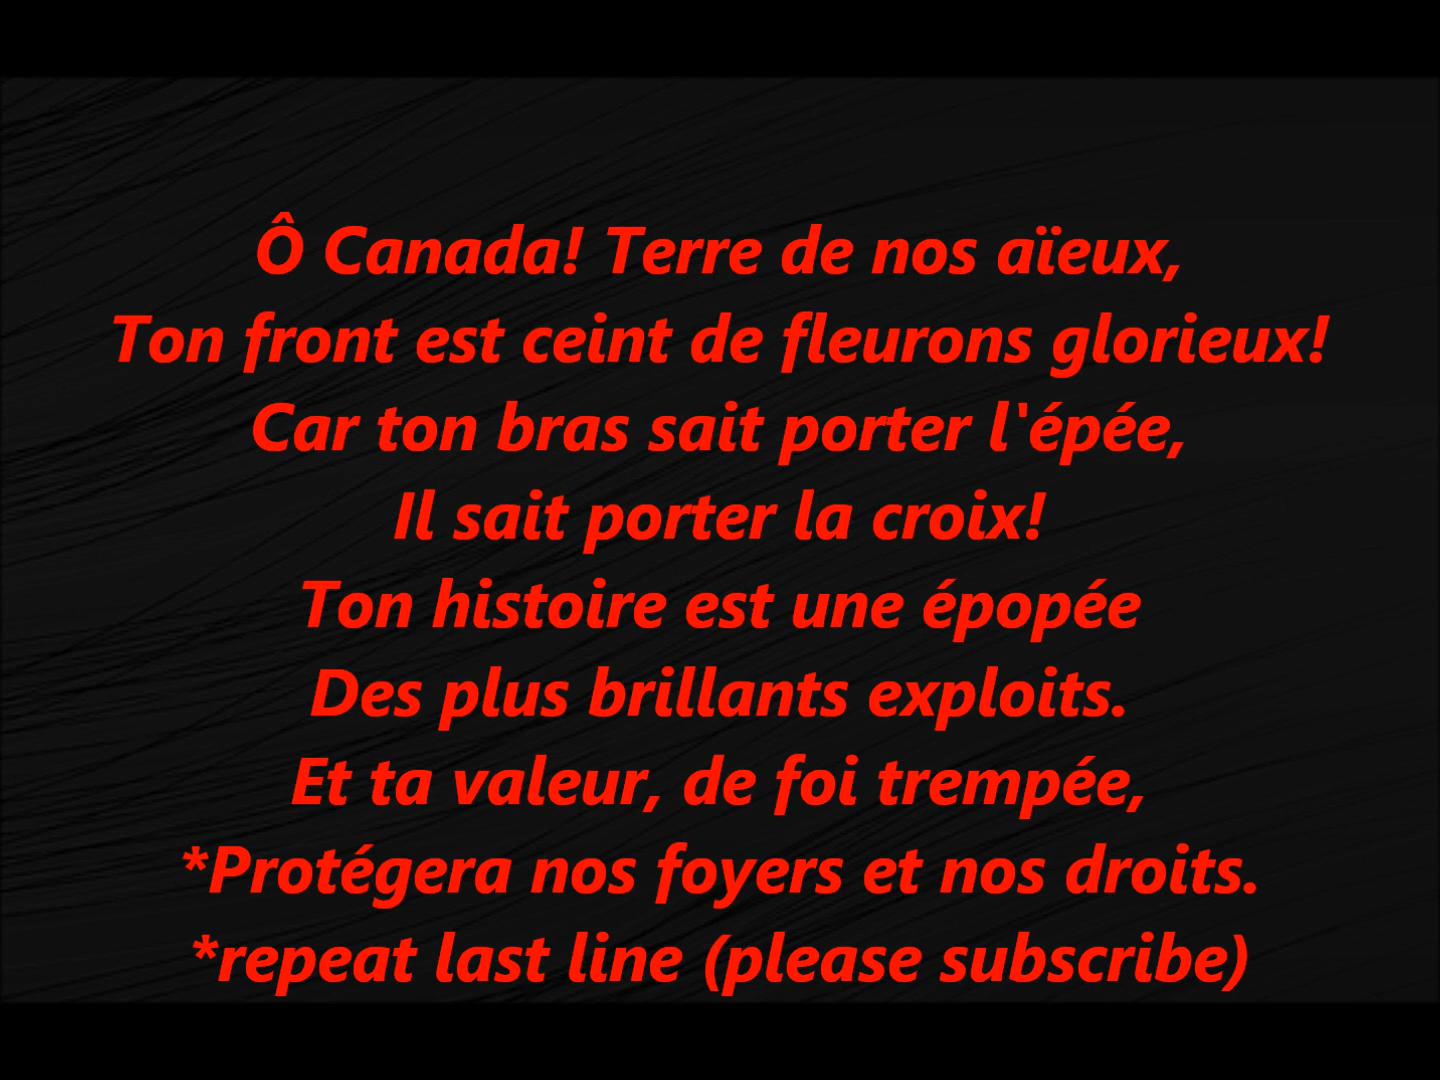 Ô Canada! Terre de nos aïeux,
Ton front est ceint de fleurons glorieux!
Car ton bras sait porter l'épée,
Il sait porter la croix!
Ton histoire est une épopée
Des plus brillants exploits.
Et ta valeur, de foi trempée,
*Protégera nos foyers et nos droits.
*repeat last line (please subscribe)